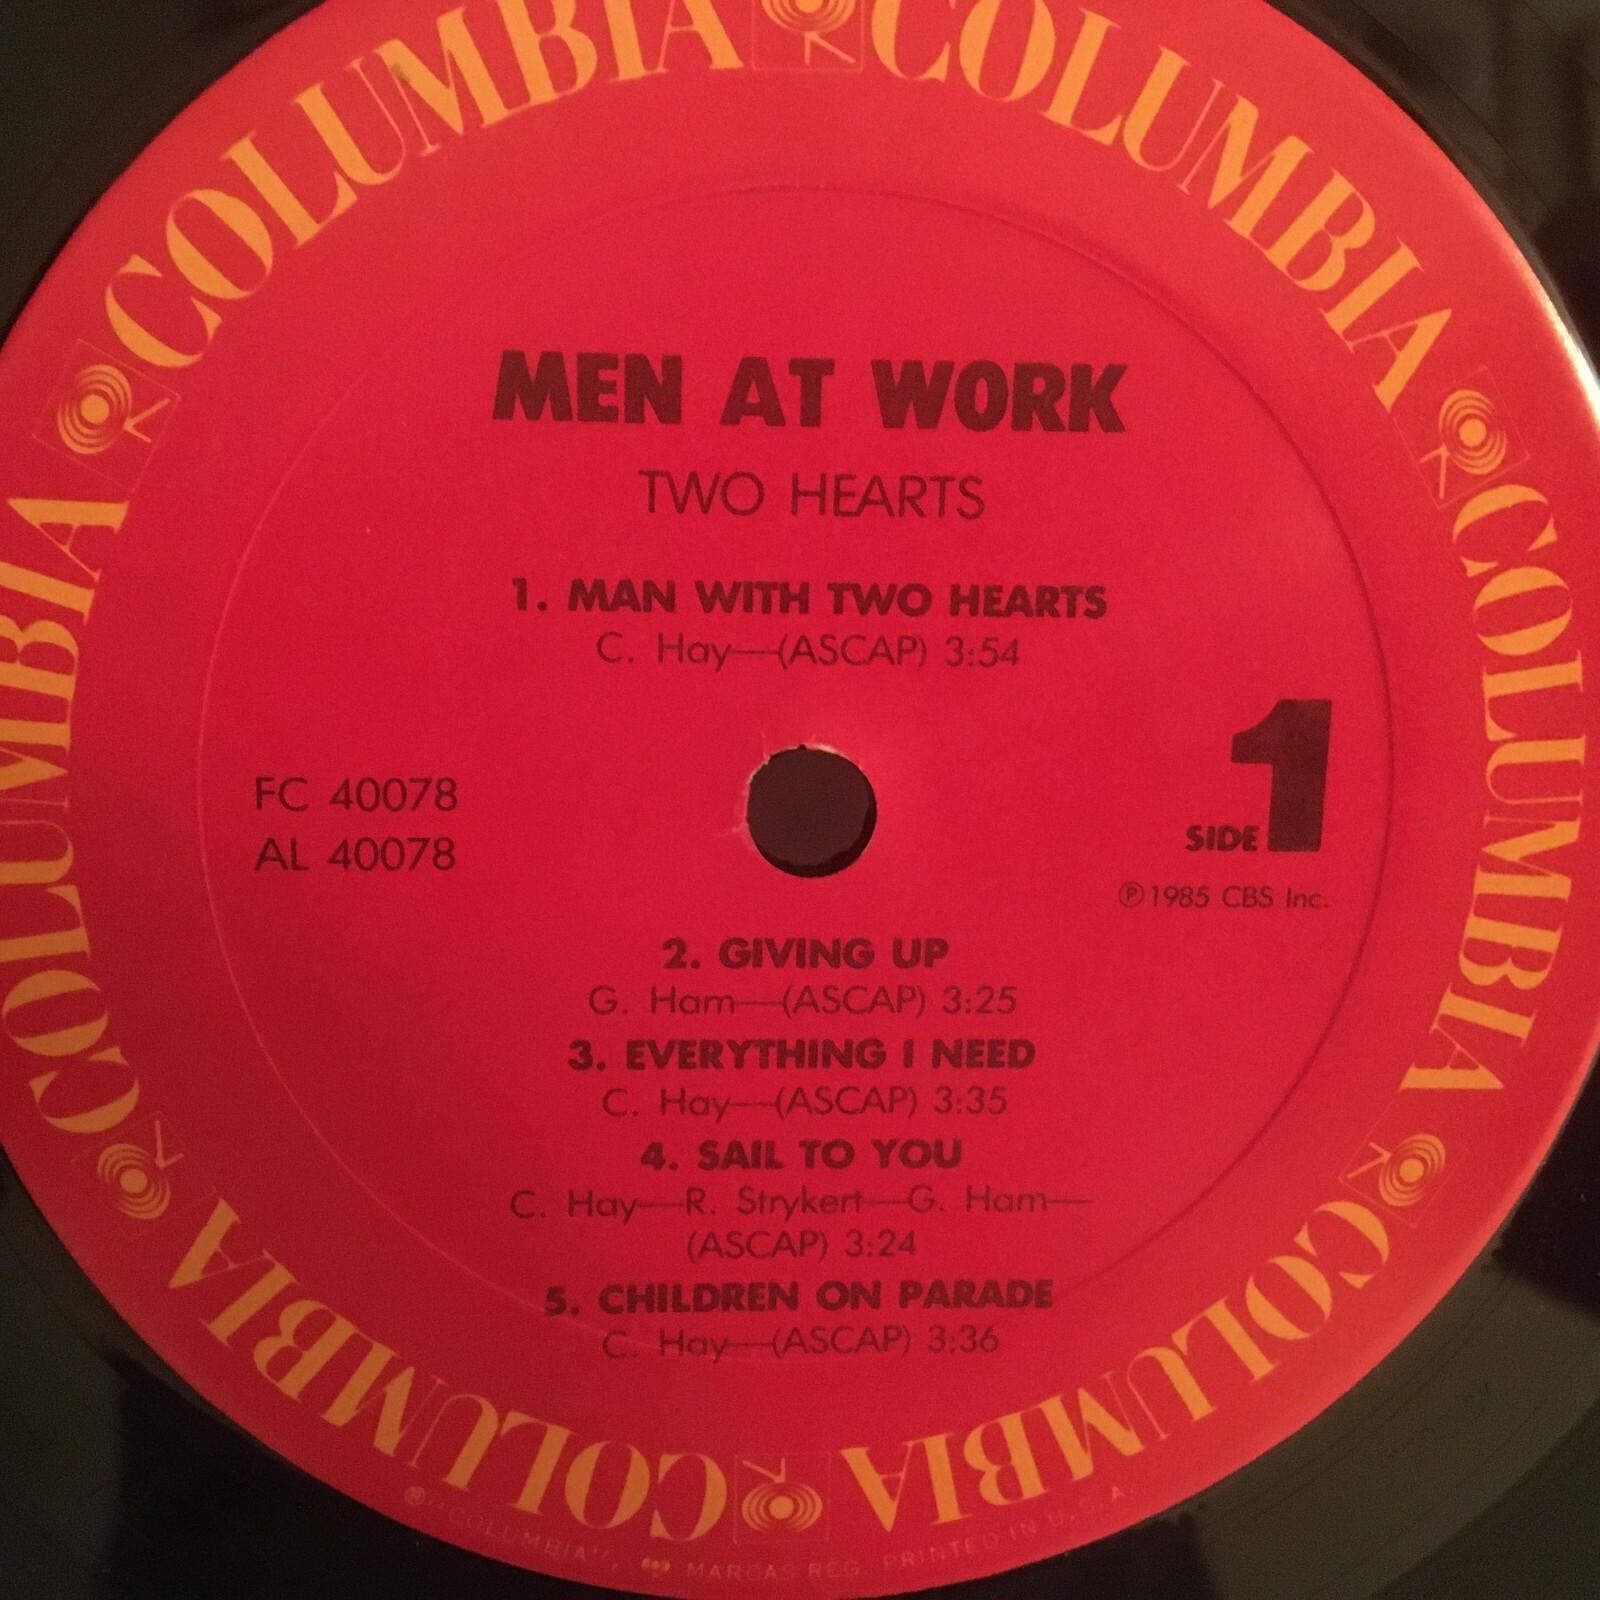 COLUMBIA COLUMBIA COLUMBIA COLUMBIA COLUMBIA COLUMBIA COLUMBIA
MEN AT WORK
TWO HEARTS
1. MAN WITH TWO HEARTS
C. Hay—(ASCAP) 3:54
FC 40078
AL 40078
SIDE 1
℗1985 CBS Inc.
2. GIVING UP
G. Ham—(ASCAP) 3:25
3. EVERYTHING I NEED
C. Hay—(ASCAP) 3:35
4. SAIL TO YOU
C. Hay—R. Strykert—G. Ham—
(ASCAP) 3:24
5. CHILDREN ON PARADE
C. Hay—(ASCAP) 3:36
® "COLUMBIA", MARCAS REG. PRINTED IN U.S.A.